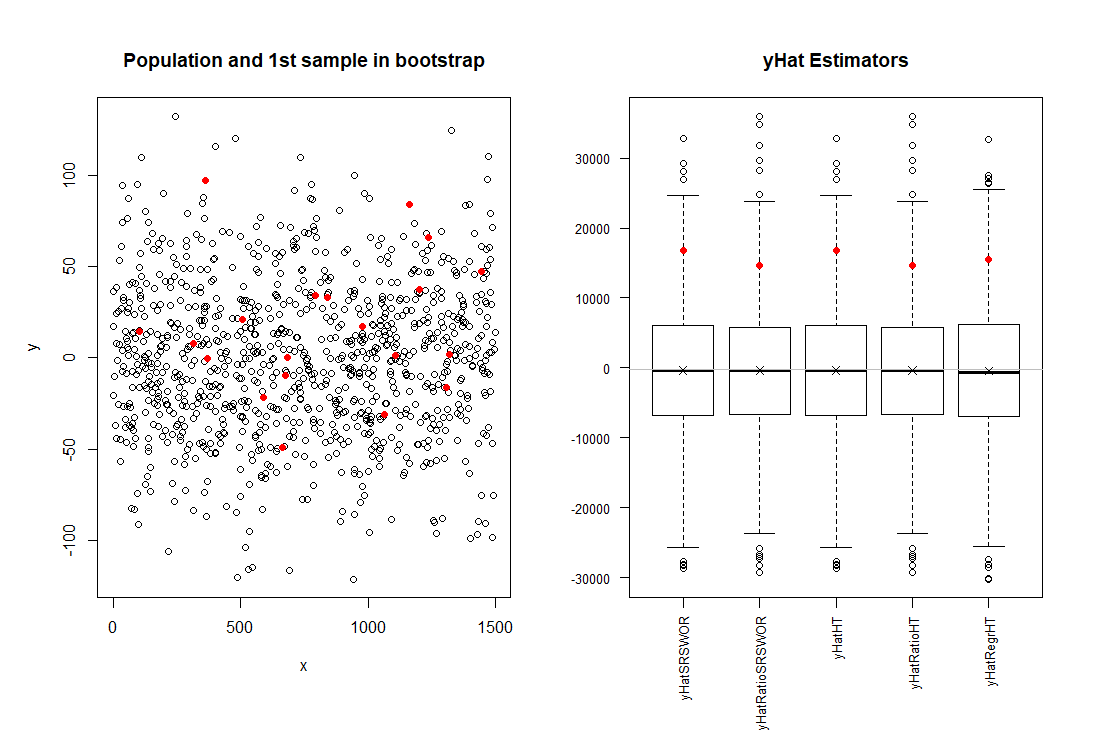 Population and 1st sample in bootstrap
y
100
50
0
-50
-100
0
500
1000
1500
x
yHat Estimators
30000
20000
10000
0
-10000
-20000
-30000
yHatSRSWOR
yHatRatioSRSWOR
yHatHT
yHatRatioHT
yHatRegrHT